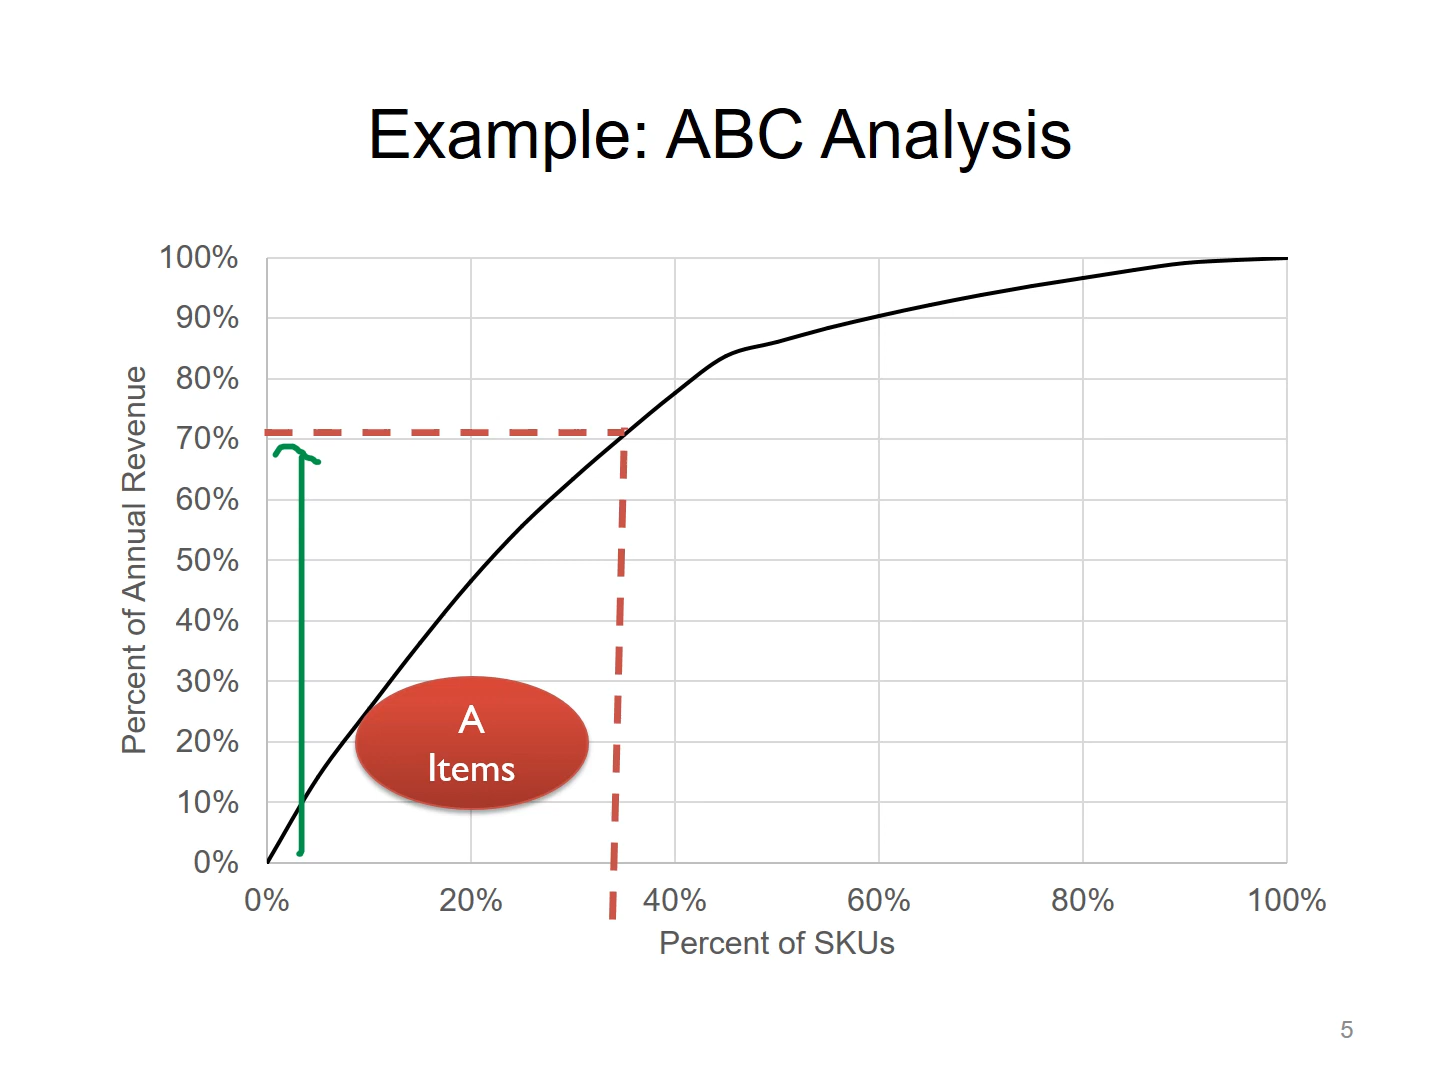 Example: ABC Analysis
100%
90%
80%
70%
60%
50%
40%
30%
20%
10%
0%
Percent of Annual Revenue
A
Items
0% 20% 40% 60% 80% 100%
Percent of SKUs
5